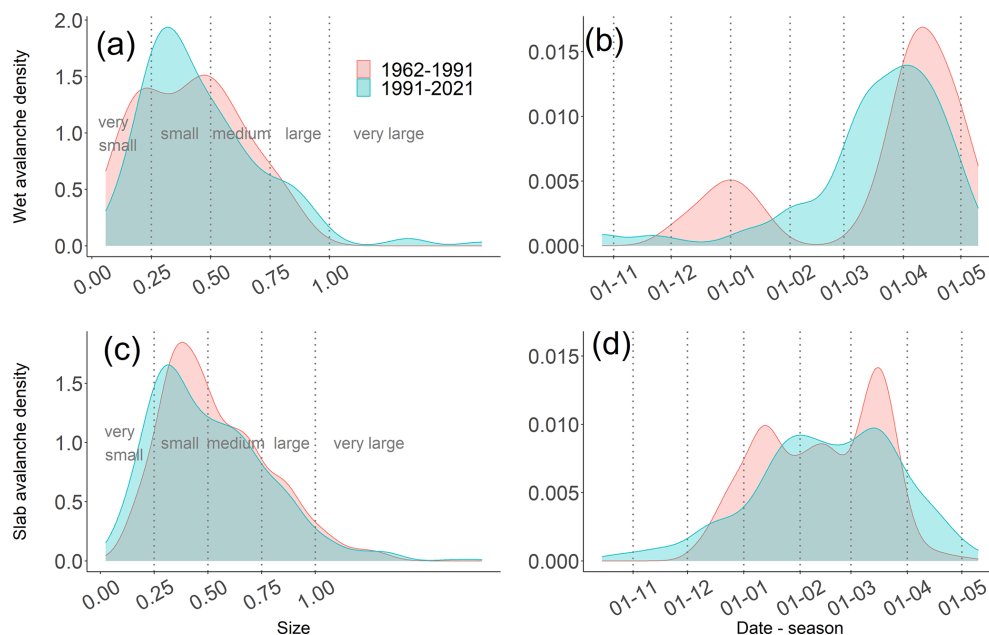 (a)
Wet avalanche density
2.0
1.5
1.0
0.5
0.0
very
small
small
medium
large
very large
1962-1991
1991-2021
0.00
0.25
0.50
0.75
1.00
(b)
0.015
0.010
0.005
0.000
01-11
01-12
01-01
01-02
01-03
01-04
01-05
(c)
Slab avalanche density
1.5
1.0
0.5
0.0
very
small
small
medium
large
very large
0.00
0.25
0.50
0.75
1.00
Size
(d)
0.015
0.010
0.005
0.000
01-11
01-12
01-01
01-02
01-03
01-04
01-05
Date - season